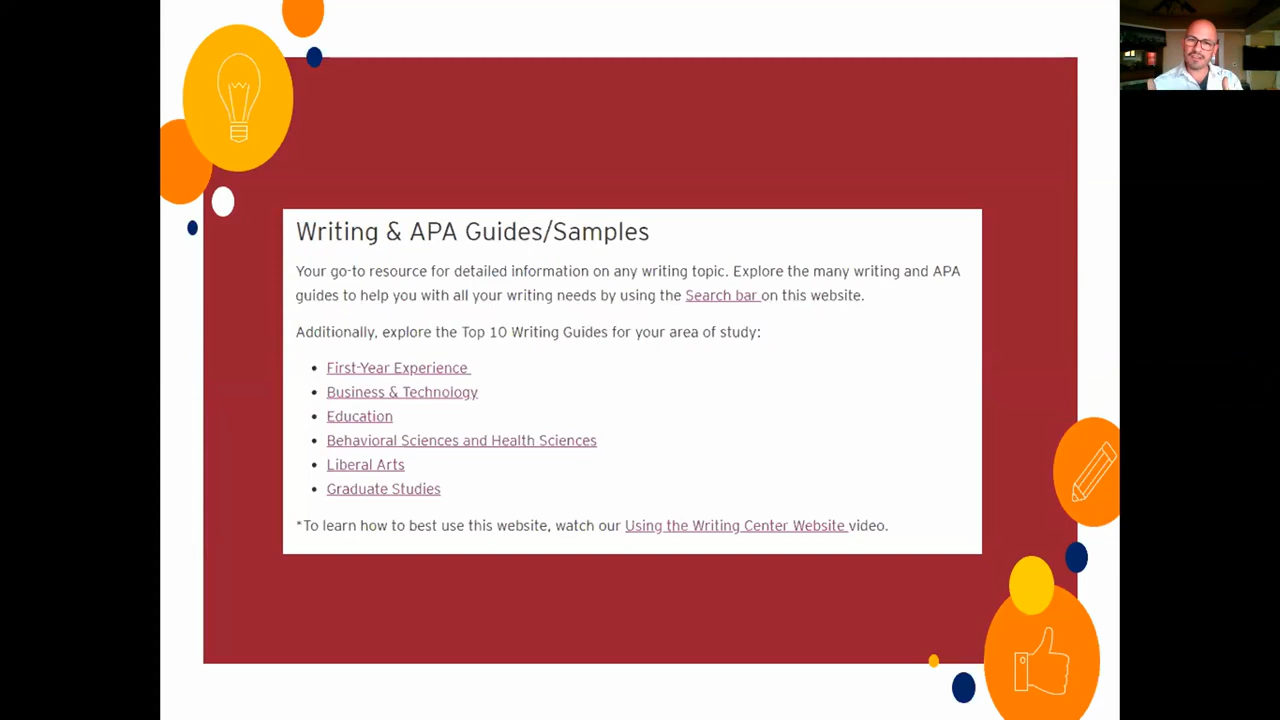 Writing & APA Guides/Samples
Your go-to resource for detailed information on any writing topic. Explore the many writing and APA
guides to help you with all your writing needs by using the Search bar on this website.
Additionally, explore the Top 10 Writing Guides for your area of study:
• First-Year Experience
• Business & Technology
• Education
• Behavioral Sciences and Health Sciences
• Liberal Arts
• Graduate Studies
*To learn how to best use this website, watch our Using the Writing Center Website video.